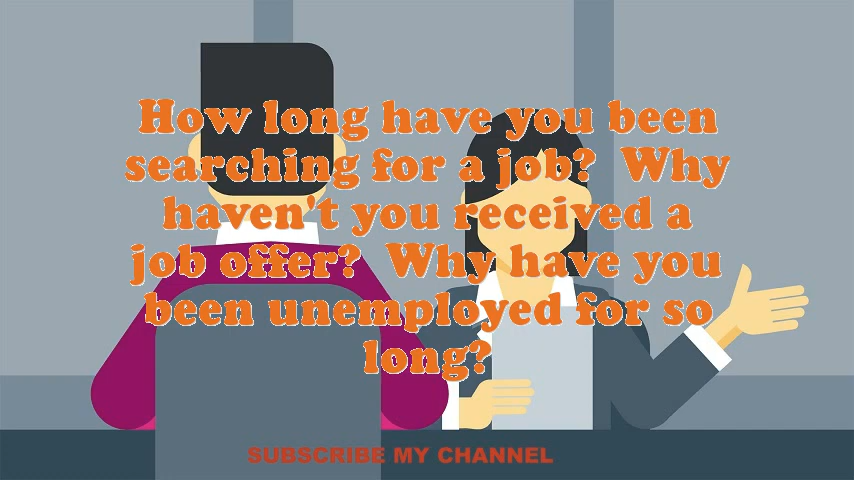 How long have you been
searching for a job?  Why
haven't you received a
job offer?  Why have you
been unemployed for so
long?
SUBSCRIBE MY CHANNEL